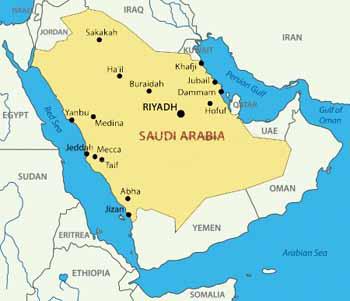 ISRAEL
IRAQ
IRAN
JORDAN
Sakakah
KUWAIT
Khafji
Ha'il
Buraidah
Jubail
Persian Gulf
Dammam
RIYADH
Hofuf
QATAR
Gulf of
Oman
Yanbu
Medina
Red Sea
SAUDI ARABIA
UAE
EGYPT
Jeddah
Mecca
Taif
SUDAN
OMAN
Abha
Jizan
YEMEN
ERITREA
Arabian Sea
ETHIOPIA
SOMALIA